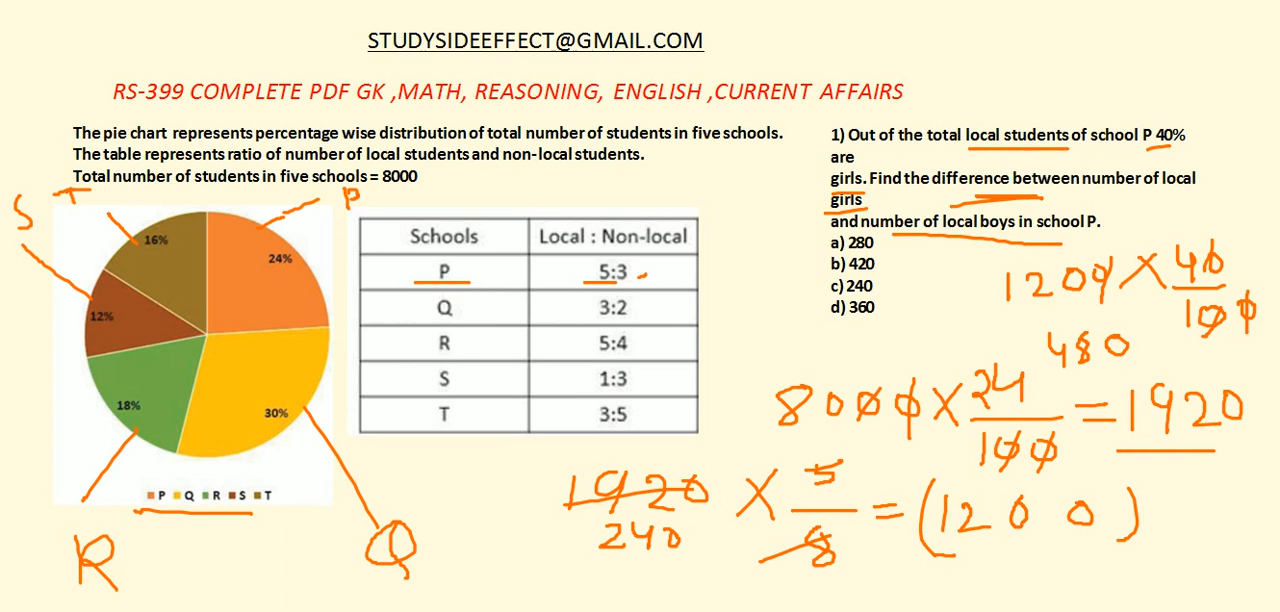 STUDYSIDEEFFECT@GMAIL.COM
RS-399 COMPLETE PDF GK ,MATH, REASONING, ENGLISH ,CURRENT AFFAIRS
The pie chart represents percentage wise distribution of total number of students in five schools.
The table represents ratio of number of local students and non-local students.
Total number of students in five schools = 8000
S T P
16%
24%
12%
18%
30%
P Q R S T
R Q
Schools Local : Non-local
P 5:3
Q 3:2
R 5:4
S 1:3
T 3:5
1) Out of the total local students of school P 40%
are
girls. Find the difference between number of local
girls
and number of local boys in school P.
a) 280
b) 420
c) 240
d) 360
1200 X 40
100
480
8000 X 24 = 1920
100
1920 X 5 = (1200)
240 8